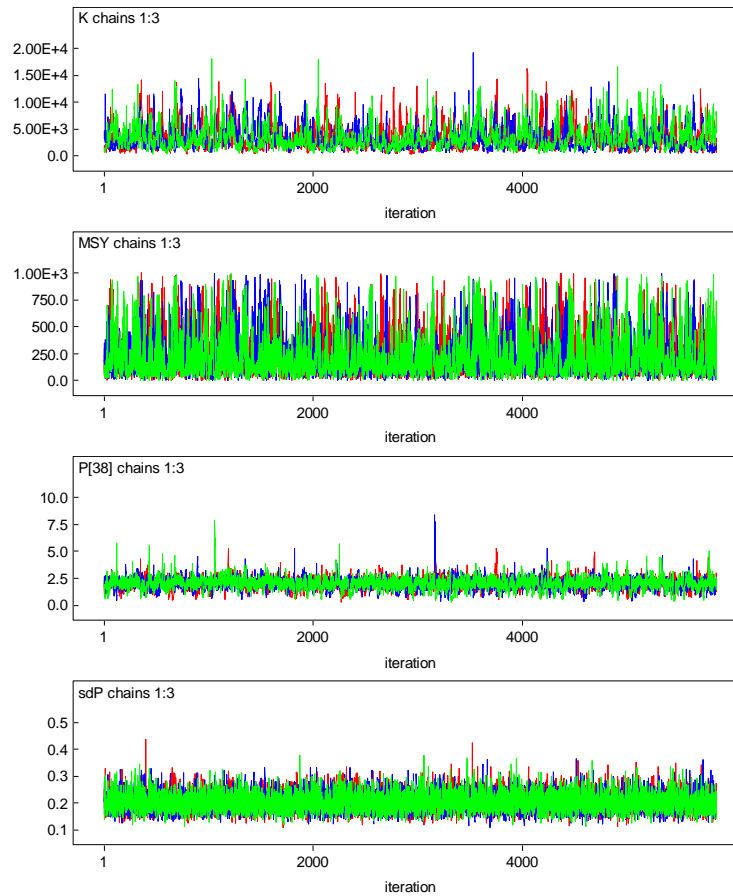 K chains 1:3
2.00E+4
1.50E+4
1.00E+4
5.00E+3
0.0
1 2000 4000
iteration
MSY chains 1:3
1.00E+3
750.0
500.0
250.0
0.0
1 2000 4000
iteration
P[38] chains 1:3
10.0
7.5
5.0
2.5
0.0
1 2000 4000
iteration
sdP chains 1:3
0.5
0.4
0.3
0.2
0.1
1 2000 4000
iteration